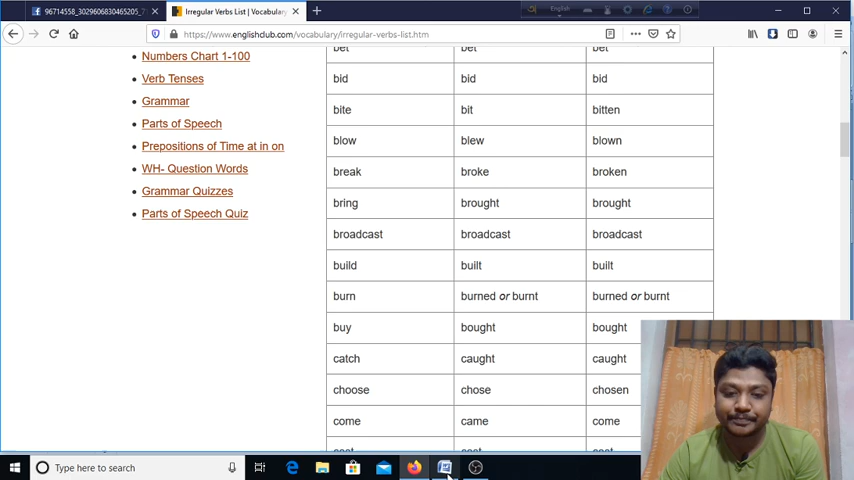 96714558_3029606830465205_7
Irregular Verbs List | Vocabulary
English
https://www.englishclub.com/vocabulary/irregular-verbs-list.htm
Numbers Chart 1-100
Verb Tenses
Grammar
Parts of Speech
Prepositions of Time at in on
WH- Question Words
Grammar Quizzes
Parts of Speech Quiz
bet bet
bid bid bid
bite bit bitten
blow blew blown
break broke broken
bring brought brought
broadcast broadcast broadcast
build built built
burn burned or burnt burned or burnt
buy bought bought
catch caught caught
choose chose chosen
come came come
Type here to search